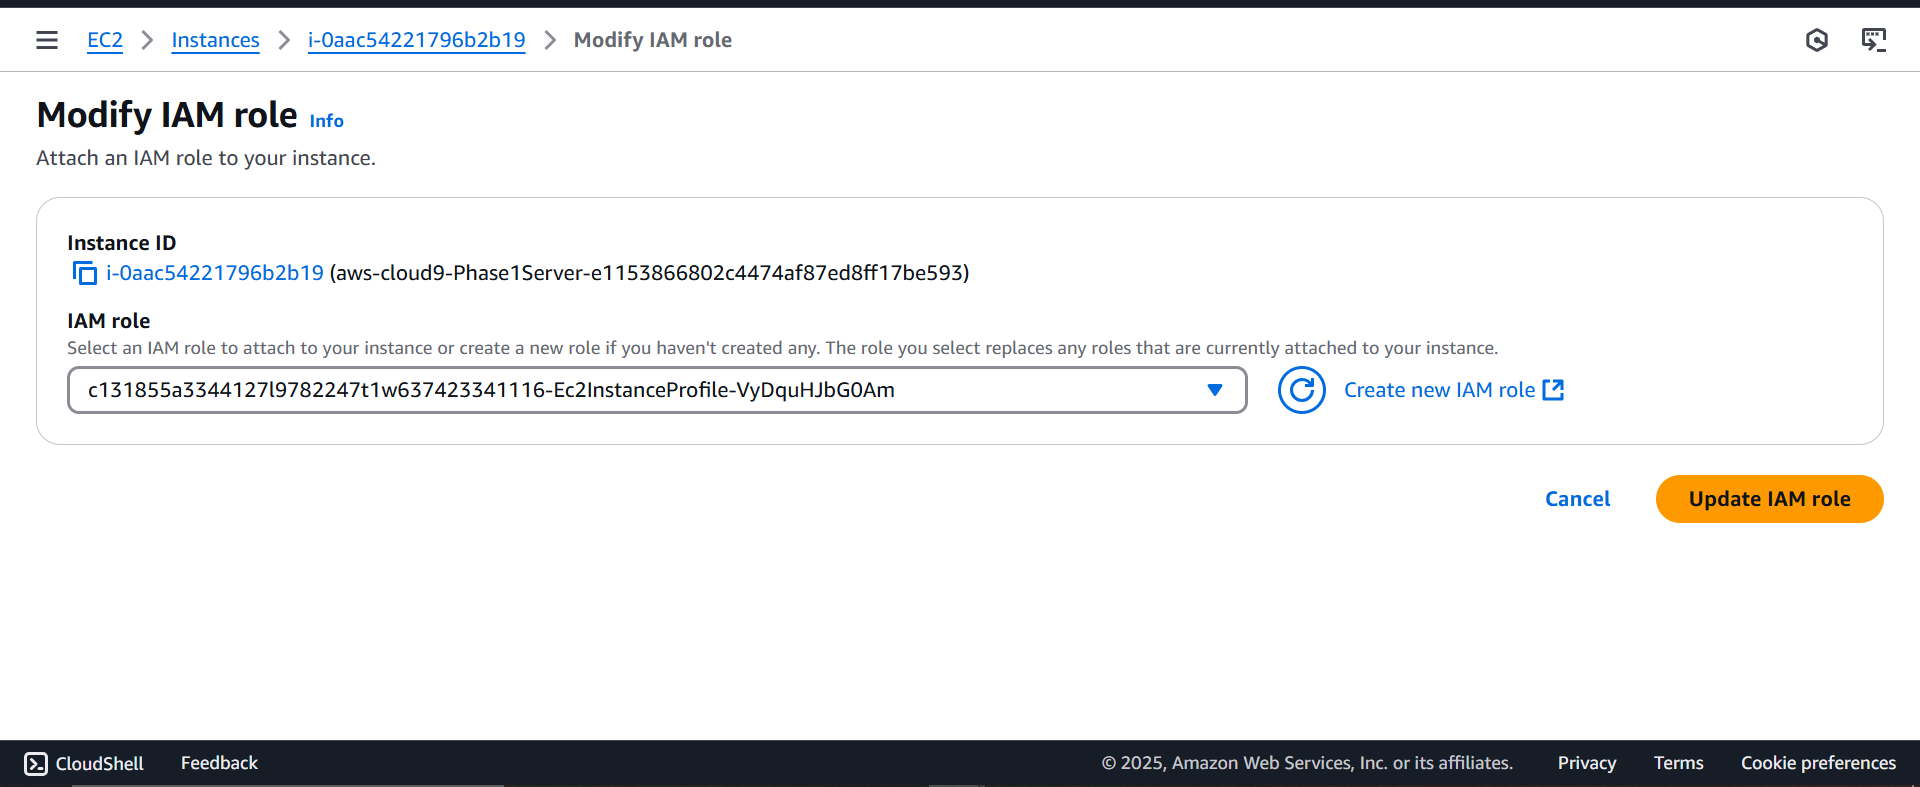 EC2 > Instances > i-0aac54221796b2b19 > Modify IAM role
Modify IAM role Info
Attach an IAM role to your instance.
Instance ID
i-0aac54221796b2b19 (aws-cloud9-Phase1Server-e1153866802c4474af87ed8ff17be593)
IAM role
Select an IAM role to attach to your instance or create a new role if you haven't created any. The role you select replaces any roles that are currently attached to your instance.
c131855a3344127l9782247t1w637423341116-Ec2InstanceProfile-VyDquHJbG0Am
Create new IAM role
Cancel Update IAM role
CloudShell Feedback © 2025, Amazon Web Services, Inc. or its affiliates. Privacy Terms Cookie preferences